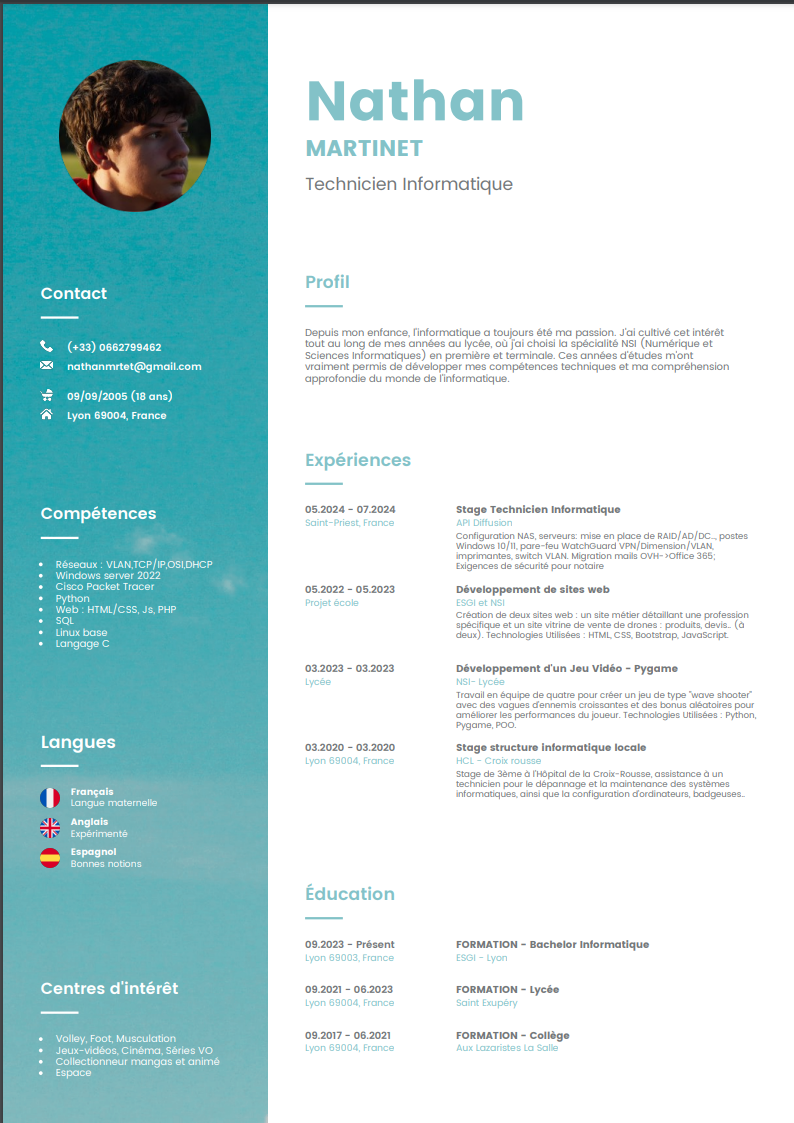 Nathan
MARTINET
Technicien Informatique
Contact
(+33) 0662799462
nathanmrtet@gmail.com
09/09/2005 (18 ans)
Lyon 69004, France
Compétences
Réseaux : VLAN,TCP/IP,OSI,DHCP
Windows server 2022
Cisco Packet Tracer
Python
Web : HTML/CSS, Js, PHP
SQL
Linux base
Langage C
Langues
Français
Langue maternelle
Anglais
Expérimenté
Espagnol
Bonnes notions
Centres d'intérêt
Volley, Foot, Musculation
Jeux-vidéos, Cinéma, Séries VO
Collectionneur mangas et animé
Espace
Profil
Depuis mon enfance, l'informatique a toujours été ma passion. J'ai cultivé cet intérêt
tout au long de mes années au lycée, où j'ai choisi la spécialité NSI (Numérique et
Sciences Informatiques) en première et terminale. Ces années d'études m'ont
vraiment permis de développer mes compétences techniques et ma compréhension
approfondie du monde de l'informatique.
Expériences
05.2024 - 07.2024
Saint-Priest, France
Stage Technicien Informatique
API Diffusion
Configuration NAS, serveurs: mise en place de RAID/AD/DC.., postes
Windows 10/11, pare-feu WatchGuard VPN/Dimension/VLAN,
imprimantes, switch VLAN. Migration mails OVH->Office 365;
Exigences de sécurité pour notaire
05.2022 - 05.2023
Projet école
Développement de sites web
ESGI et NSI
Création de deux sites web : un site métier détaillant une profession
spécifique et un site vitrine de vente de drones : produits, devis.. (à
deux). Technologies Utilisées : HTML, CSS, Bootstrap, JavaScript.
03.2023 - 03.2023
Lycée
Développement d'un Jeu Vidéo - Pygame
NSI- Lycée
Travail en équipe de quatre pour créer un jeu de type "wave shooter"
avec des vagues d'ennemis croissantes et des bonus aléatoires pour
améliorer les performances du joueur. Technologies Utilisées : Python,
Pygame, POO.
03.2020 - 03.2020
Lyon 69004, France
Stage structure informatique locale
HCL - Croix rousse
Stage de 3ème à l'Hôpital de la Croix-Rousse, assistance à un
technicien pour le dépannage et la maintenance des systèmes
informatiques, ainsi que la configuration d'ordinateurs, badgeuses..
Éducation
09.2023 - Présent
Lyon 69003, France
FORMATION - Bachelor Informatique
ESGI - Lyon
09.2021 - 06.2023
Lyon 69004, France
FORMATION - Lycée
Saint Exupéry
09.2017 - 06.2021
Lyon 69004, France
FORMATION - Collège
Aux Lazaristes La Salle